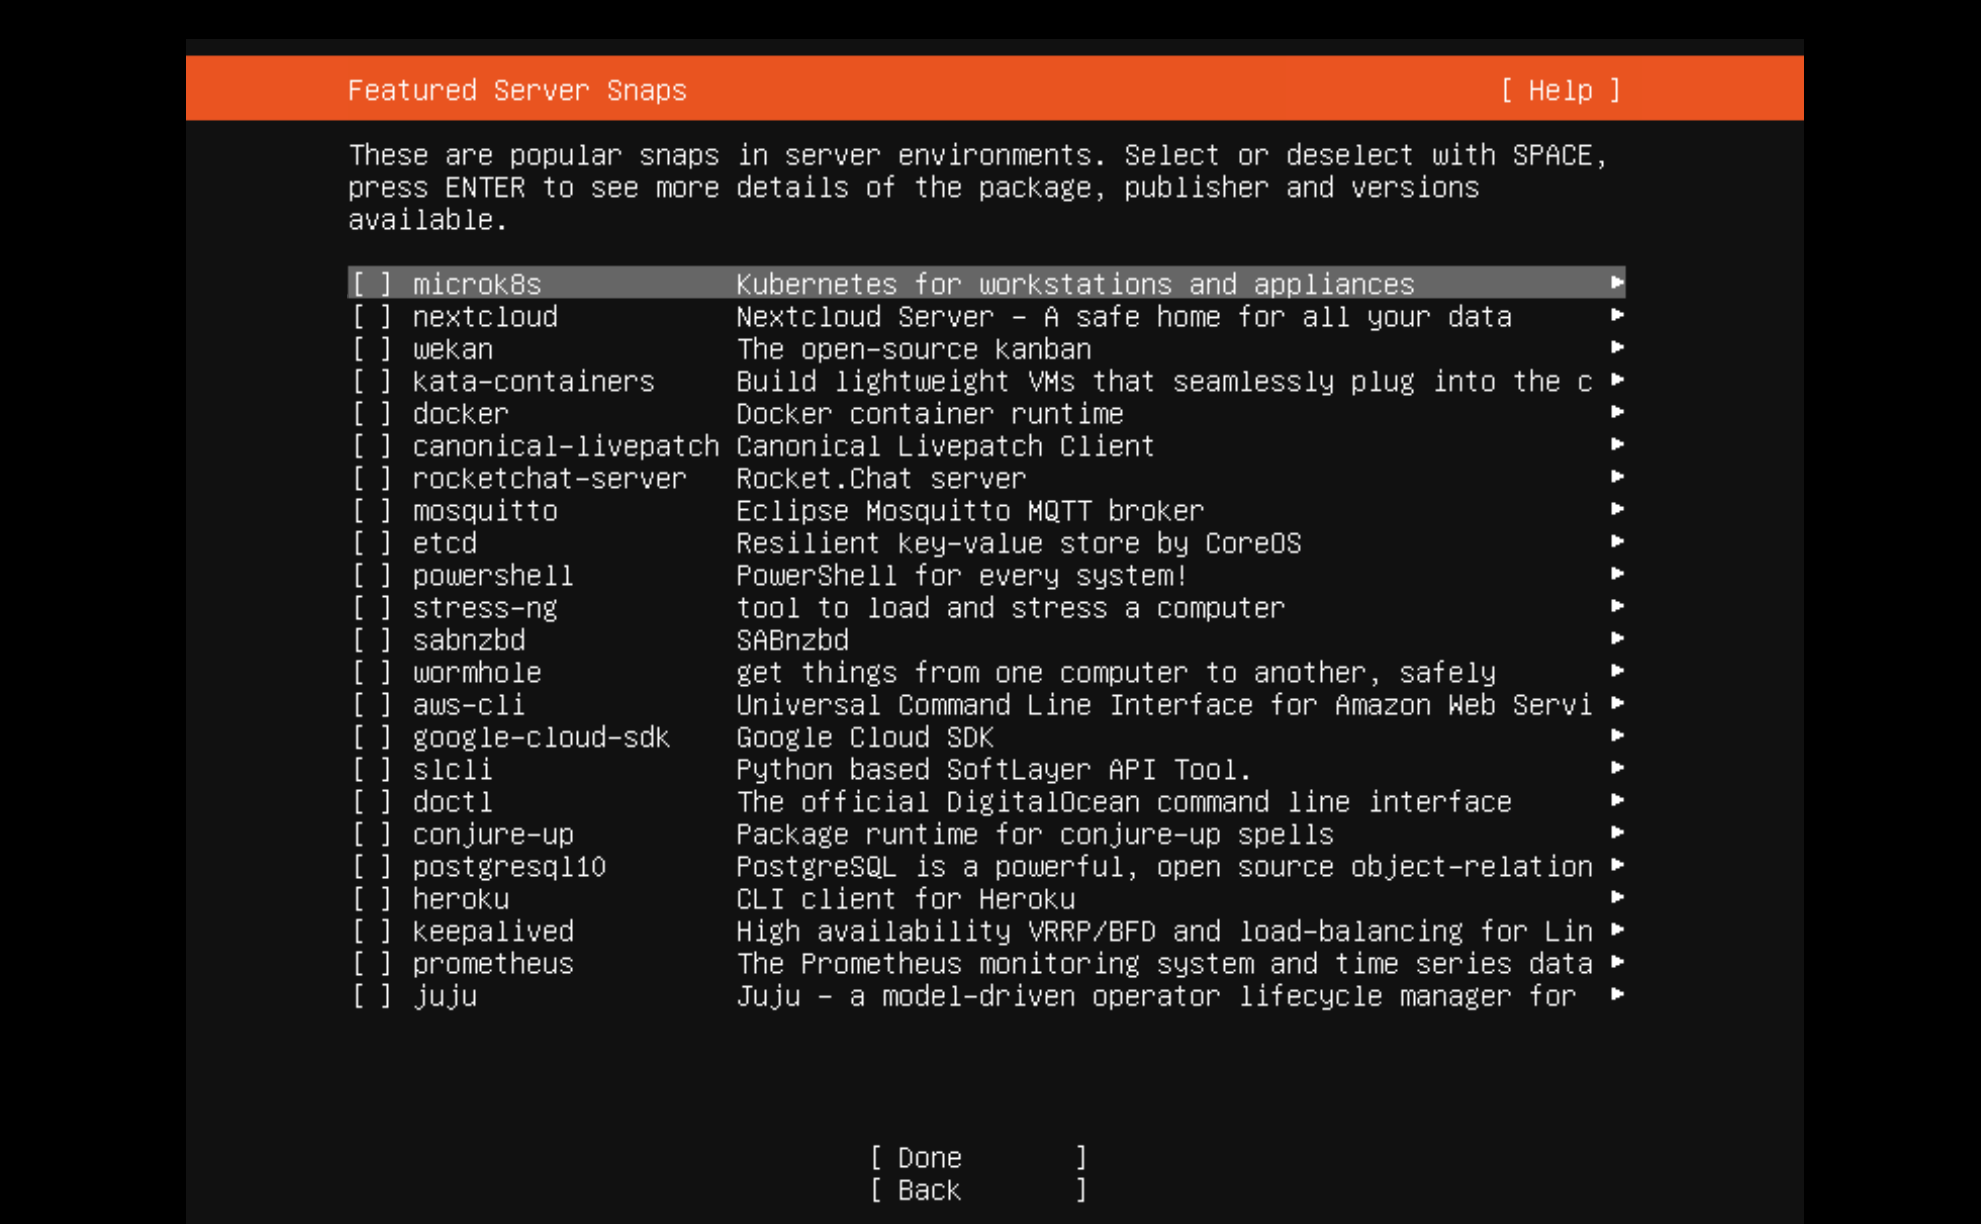 Featured Server Snaps [ Help ]
These are popular snaps in server environments. Select or deselect with SPACE,
press ENTER to see more details of the package, publisher and versions
available.
[ ] microk8s Kubernetes for workstations and appliances ▸
[ ] nextcloud Nextcloud Server - A safe home for all your data ▸
[ ] wekan The open-source kanban ▸
[ ] kata-containers Build lightweight VMs that seamlessly plug into the c ▸
[ ] docker Docker container runtime ▸
[ ] canonical-livepatch Canonical Livepatch Client ▸
[ ] rocketchat-server Rocket.Chat server ▸
[ ] mosquitto Eclipse Mosquitto MQTT broker ▸
[ ] etcd Resilient key-value store by CoreOS ▸
[ ] powershell PowerShell for every system! ▸
[ ] stress-ng tool to load and stress a computer ▸
[ ] sabnzbd SABnzbd ▸
[ ] wormhole get things from one computer to another, safely ▸
[ ] aws-cli Universal Command Line Interface for Amazon Web Servi ▸
[ ] google-cloud-sdk Google Cloud SDK ▸
[ ] slcli Python based SoftLayer API Tool. ▸
[ ] doctl The official DigitalOcean command line interface ▸
[ ] conjure-up Package runtime for conjure-up spells ▸
[ ] postgresql10 PostgreSQL is a powerful, open source object-relation ▸
[ ] heroku CLI client for Heroku ▸
[ ] keepalived High availability VRRP/BFD and load-balancing for Lin ▸
[ ] prometheus The Prometheus monitoring system and time series data ▸
[ ] juju Juju - a model-driven operator lifecycle manager for ▸
[ Done ]
[ Back ]